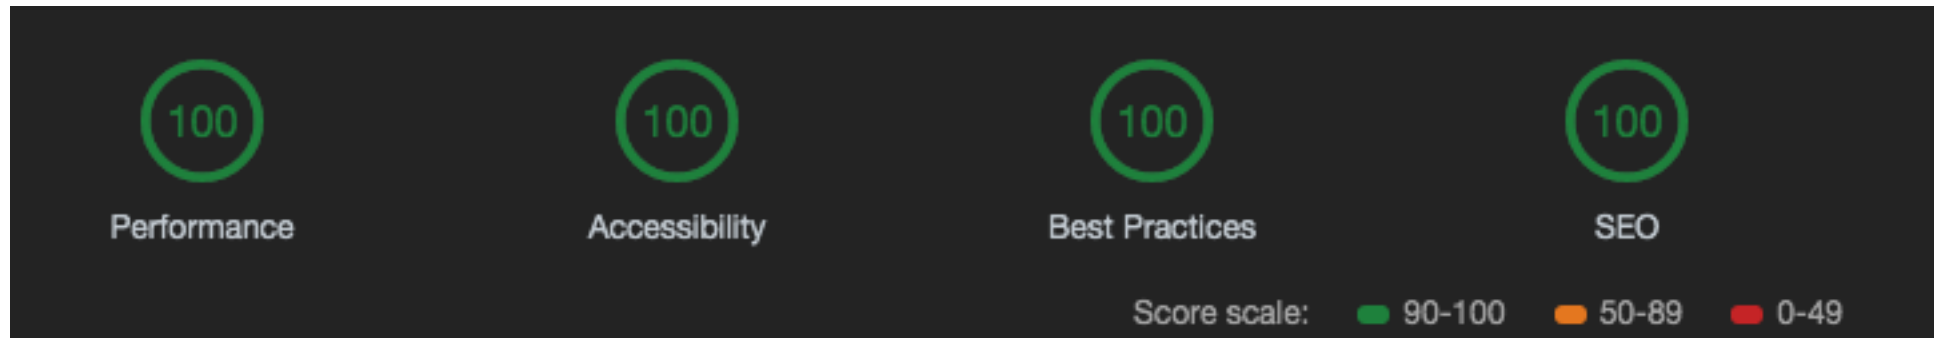 100 100 100 100
Performance Accessibility Best Practices SEO
Score scale: 90-100 50-89 0-49